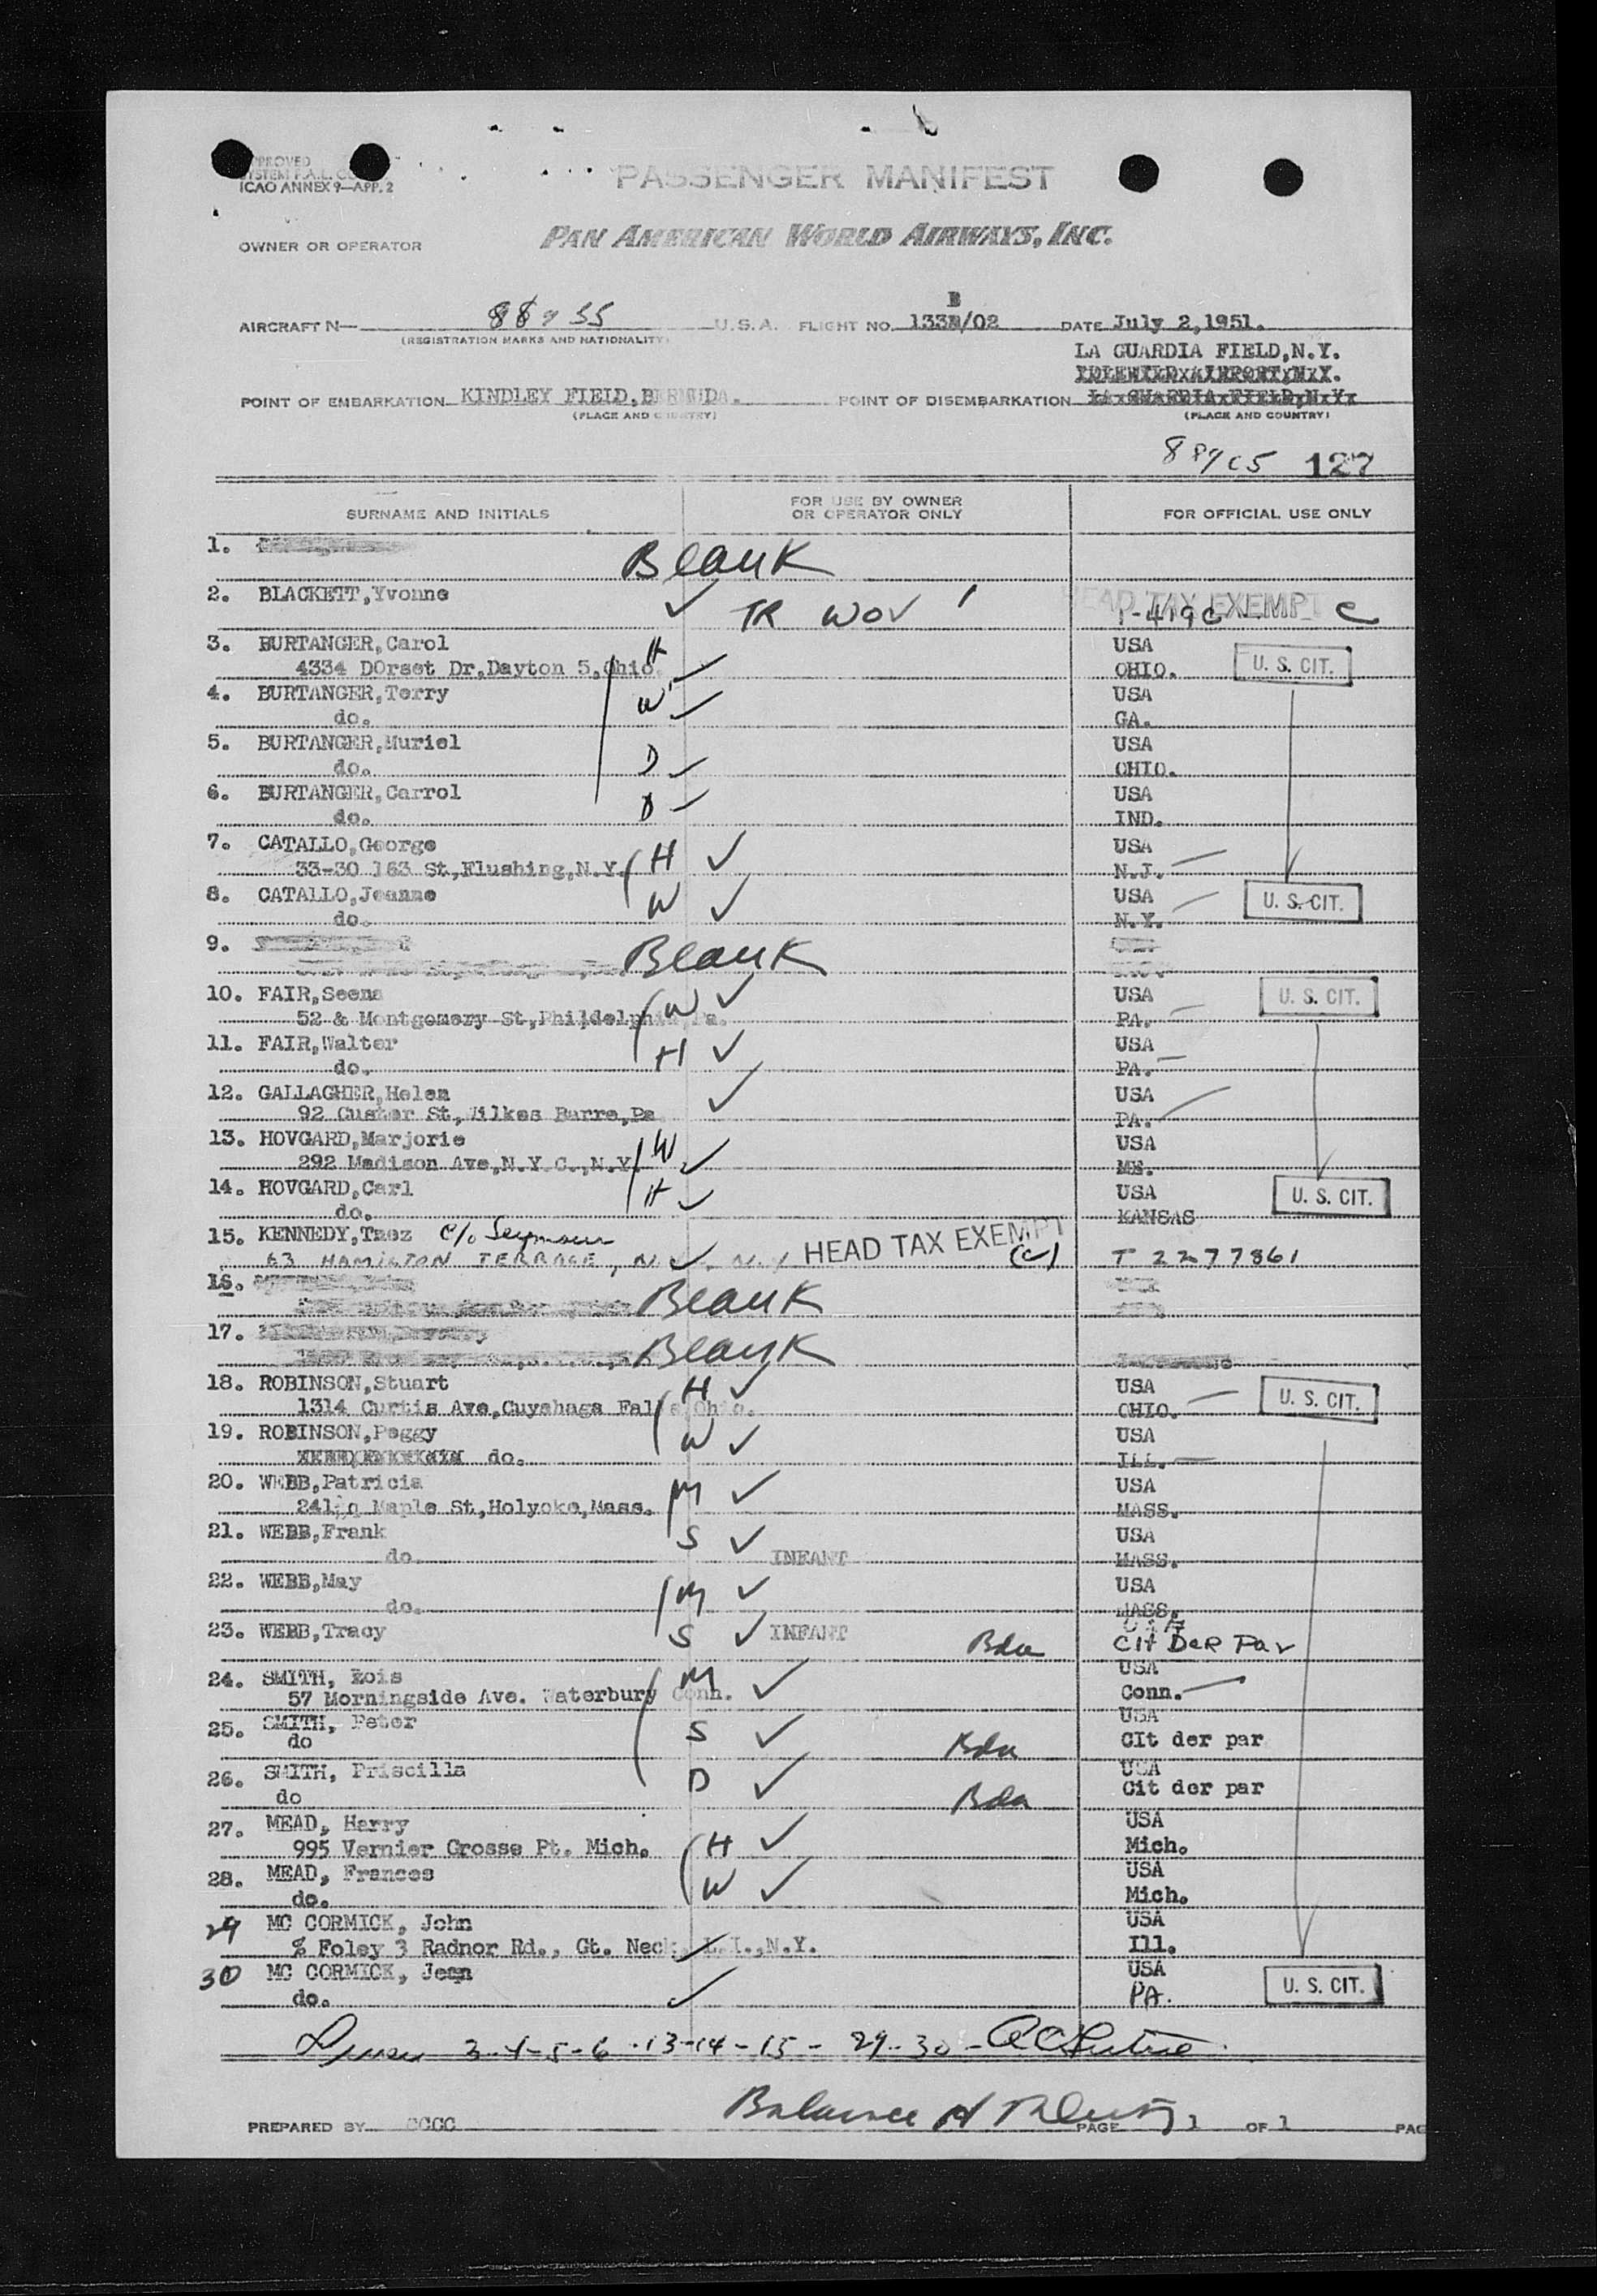 APPROVED
ICAO ANNEX 9—APP. 2
PASSENGER MANIFEST
OWNER OR OPERATOR PAN AMERICAN WORLD AIRWAYS, INC.
B
AIRCRAFT N— U.S.A. FLIGHT NO. 133 /02 DATE July 2,1951.
(REGISTRATION MARKS AND NATIONALITY)
LA GUARDIA FIELD,N.Y.
POINT OF EMBARKATION KINDLEY FIELD,BERMUDA. POINT OF DISEMBARKATION
(PLACE AND COUNTRY) (PLACE AND COUNTRY)
127
SURNAME AND INITIALS FOR USE BY OWNER OR OPERATOR ONLY FOR OFFICIAL USE ONLY
1. Blank
2. BLACKETT,Yvonne ✓ TR WOV HEAD TAX EXEMPT C
3. BURTANGER,Carol H USA
4334 DOrset Dr,Dayton 5,Ohio. ✓ OHIO. U. S. CIT.
4. BURTANGER,Terry W ✓ USA
do. GA.
5. BURTANGER,Muriel USA
do. D ✓ OHIO.
6. BURTANGER,Carrol ✓ USA
do. IND.
7. CATALLO,George H ✓ USA
33-30 163 St,Flushing,N.Y. N.J.
8. CATALLO,Jeanne W ✓ USA U. S. CIT.
do. N.Y.
9. Blank
10. FAIR,Seena W ✓ USA U. S. CIT.
52 & Montgomery St,Phildelphia,Pa. PA.
11. FAIR,Walter H ✓ USA
do. PA.
12. GALLAGHER,Helen ✓ USA
92 Custer St,Wilkes Barre,Pa PA.
13. HOVGARD,Marjorie W USA
292 Madison Ave,N.Y.C.,N.Y. ✓ ME.
14. HOVGARD,Carl H ✓ USA U. S. CIT.
do. KANSAS
15. KENNEDY, c/o Seymour
63 HAMILTON TERRACE, N.Y. N.Y ✓ HEAD TAX EXEMPT (C) T 2277861
16. Blank
17. Blank
18. ROBINSON,Stuart H ✓ USA U. S. CIT.
1314 Curtis Ave,Cuyahaga Falls Ohio. OHIO.
19. ROBINSON,Peggy W ✓ USA
do. ILL.
20. WEBB,Patricia M ✓ USA
Maple St,Holyoke,Mass. MASS.
21. WEBB,Frank S ✓ USA
do. INFANT MASS.
22. WEBB,May M ✓ USA
do. MASS.
23. WEBB,Tracy S ✓ INFANT Bda USA
Cit Der Par
24. SMITH, Lois M ✓ USA
57 Morningside Ave. Waterbury Conn. Conn.
25. SMITH, Peter S ✓ USA
do Bda CIt der par
26. SMITH, Priscilla D ✓ USA
do Bda Cit der par
27. MEAD, Harry H ✓ USA
995 Vernier Grosse Pt. Mich. Mich.
28. MEAD, Frances W ✓ USA
do. Mich.
29 MC CORMICK, John USA
% Foley 3 Radnor Rd., Gt. Neck, L.I.,N.Y. ✓ Ill.
30 MC CORMICK, Jean USA
do. ✓ PA. U. S. CIT.
3-4-5-6-13-14-15-29-30-
Balance
PREPARED BY CCCC PAGE 1 OF 1 PAG